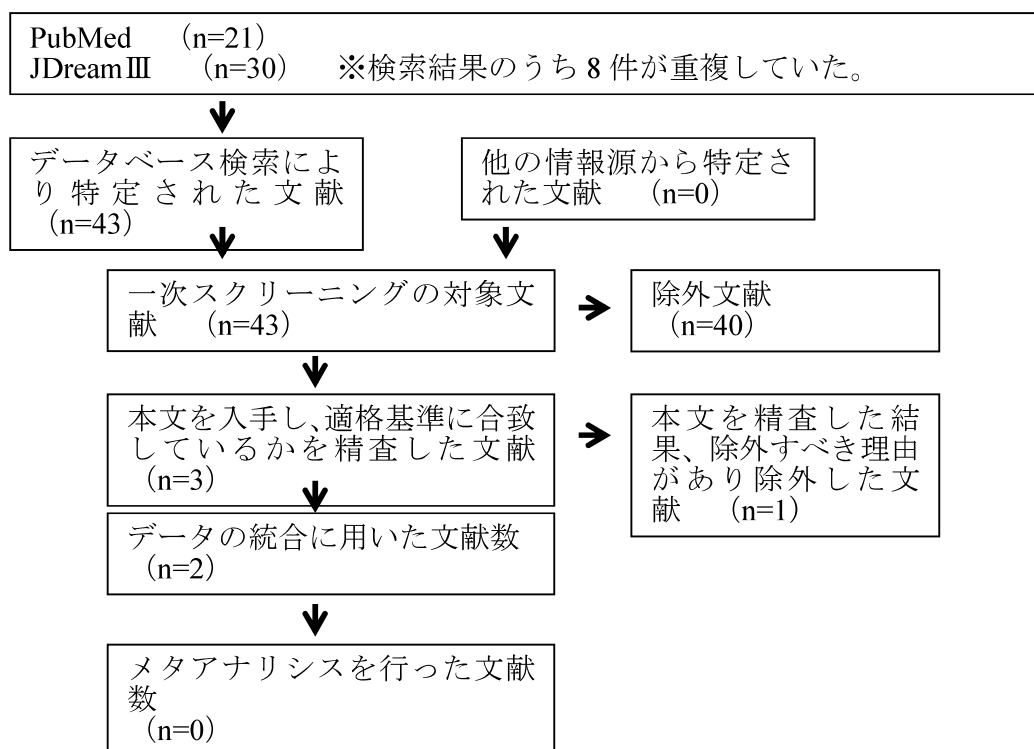 PubMed (n=21)
JDreamⅢ (n=30) ※検索結果のうち 8 件が重複していた。
データベース検索によ
り特定された文献
(n=43)
他の情報源から特定さ
れた文献 (n=0)
一次スクリーニングの対象文
献 (n=43)
除外文献
(n=40)
本文を入手し、適格基準に合致
しているかを精査した文献
(n=3)
本文を精査した結
果、除外すべき理由
があり除外した文
献 (n=1)
データの統合に用いた文献数
(n=2)
メタアナリシスを行った文献
数
(n=0)